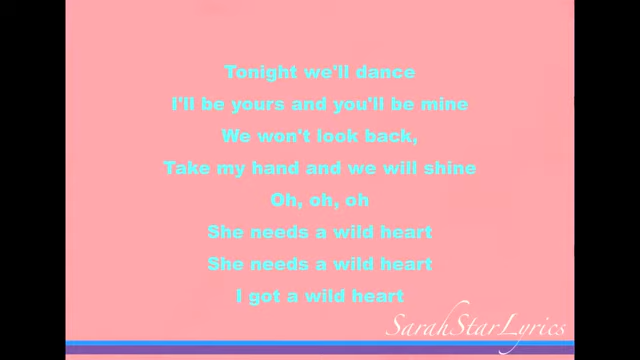 Tonight we'll dance
I'll be yours and you'll be mine
We won't look back,
Take my hand and we will shine
Oh, oh, oh
She needs a wild heart
She needs a wild heart
I got a wild heart
SarahStarLyrics